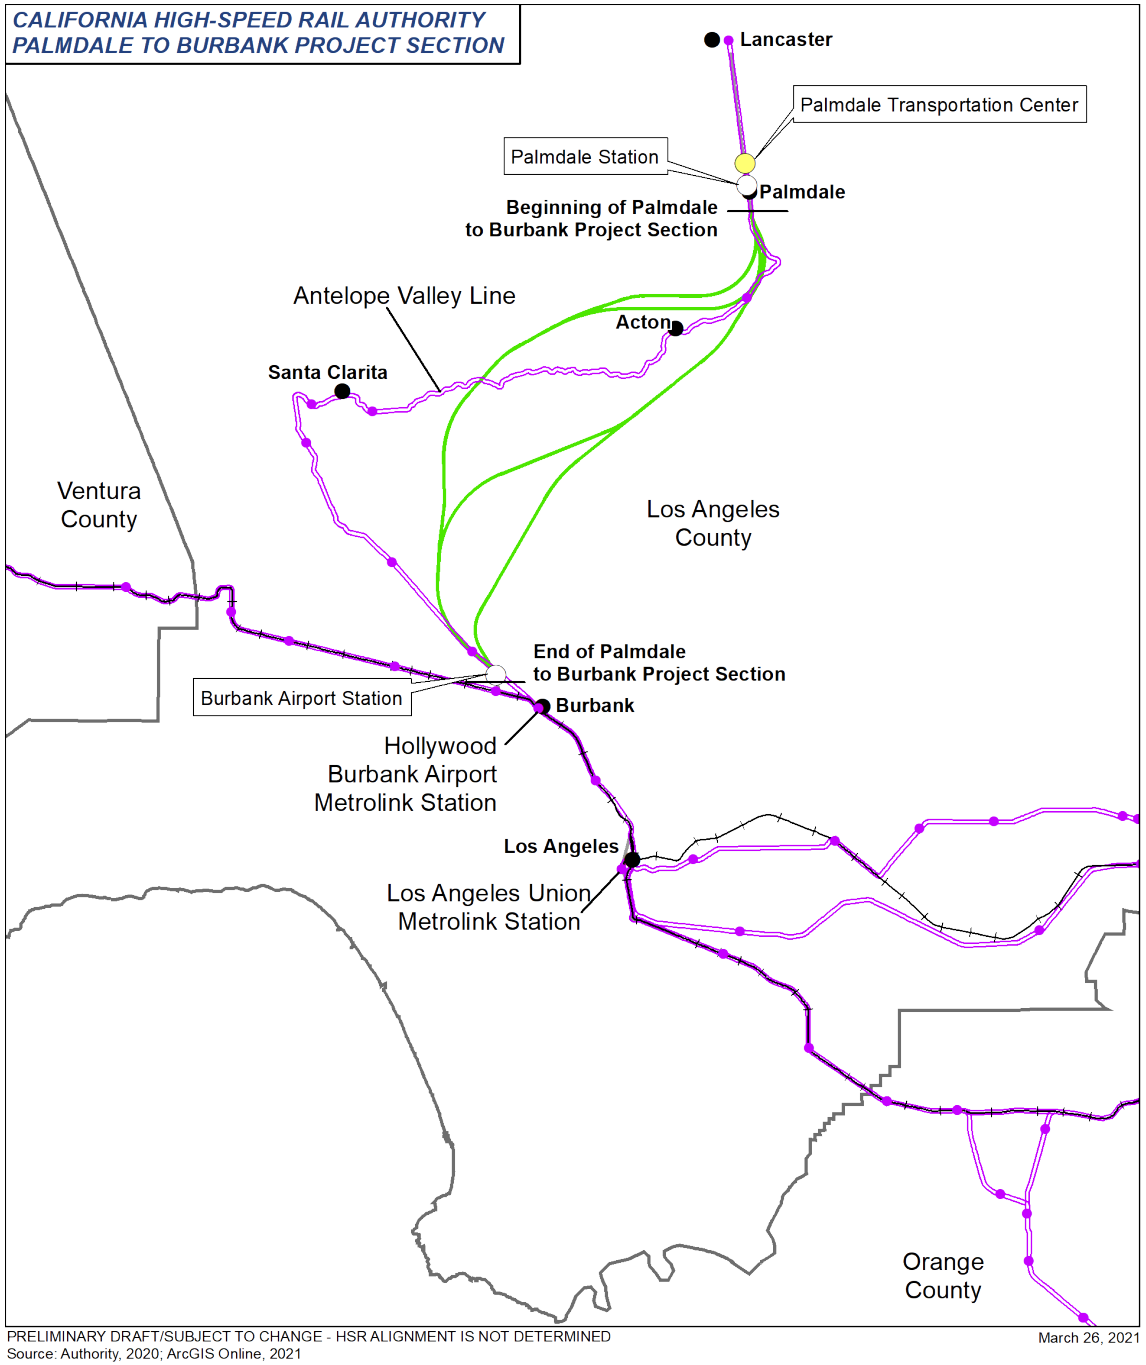 CALIFORNIA HIGH-SPEED RAIL AUTHORITY
PALMDALE TO BURBANK PROJECT SECTION
Lancaster
Palmdale Transportation Center
Palmdale Station
Palmdale
Beginning of Palmdale
to Burbank Project Section
Antelope Valley Line
Acton
Santa Clarita
Ventura
County
Los Angeles
County
End of Palmdale
to Burbank Project Section
Burbank Airport Station
Burbank
Hollywood
Burbank Airport
Metrolink Station
Los Angeles
Los Angeles Union
Metrolink Station
Orange
County
PRELIMINARY DRAFT/SUBJECT TO CHANGE - HSR ALIGNMENT IS NOT DETERMINED
Source: Authority, 2020; ArcGIS Online, 2021
March 26, 2021